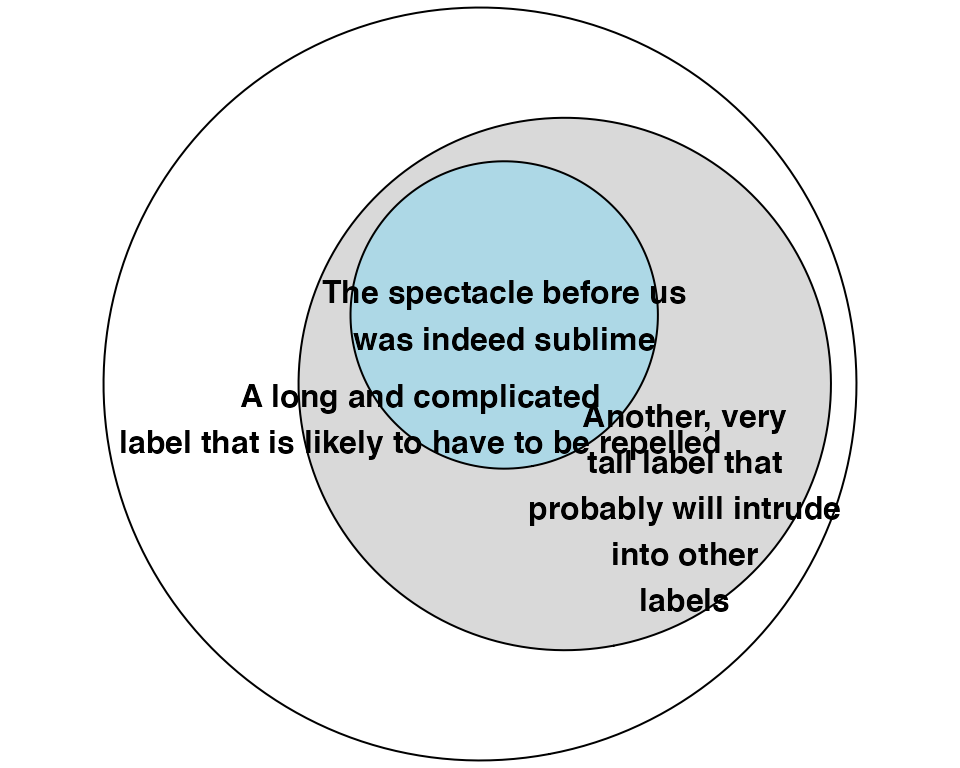 The spectacle before us
was indeed sublime
A long and complicated
label that is likely to have to be repelled
Another, very
tall label that
probably will intrude
into other
labels